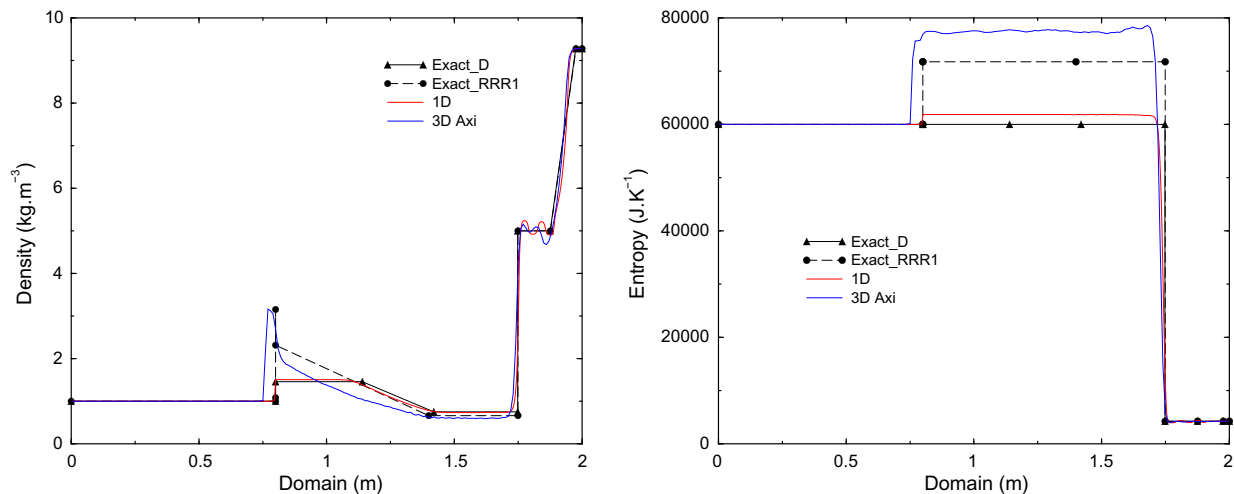 10
8
6
4
2
0
Density (kg.m⁻³)
Exact_D
Exact_RRR1
1D
3D Axi
0
0.5
1
1.5
2
Domain (m)
80000
60000
40000
20000
0
Entropy (J.K⁻¹)
Exact_D
Exact_RRR1
1D
3D Axi
0
0.5
1
1.5
2
Domain (m)